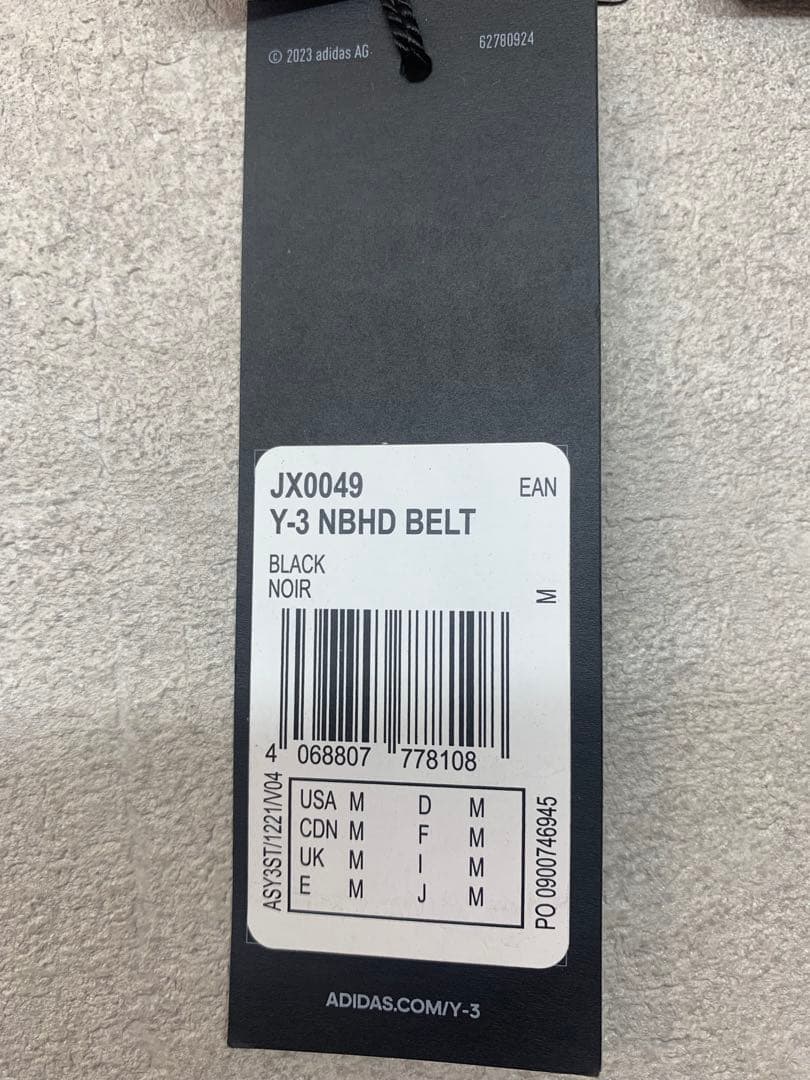 © 2023 adidas AG
62780924
JX0049
EAN
Y-3 NBHD BELT
BLACK
NOIR
M
4 068807 778108
ASY3ST/1221/V04
USA M D M
CDN M F M
UK M I M
E M J M
PO 0900746945
ADIDAS.COM/Y-3